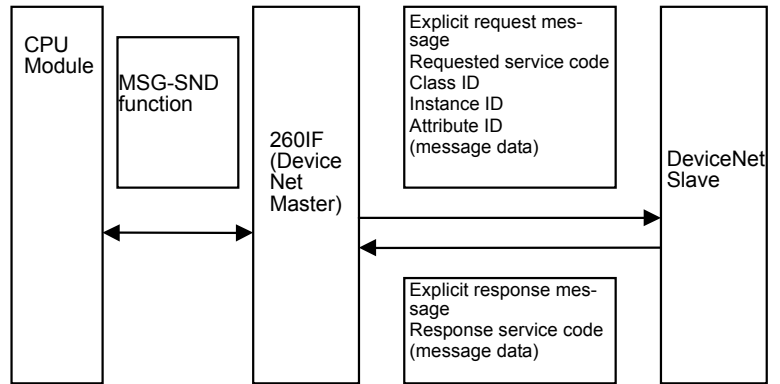 CPU
Module
MSG-SND
function
260IF
(Device
Net
Master)
Explicit request mes-
sage
Requested service code
Class ID
Instance ID
Attribute ID
(message data)
DeviceNet
Slave
Explicit response mes-
sage
Response service code
(message data)